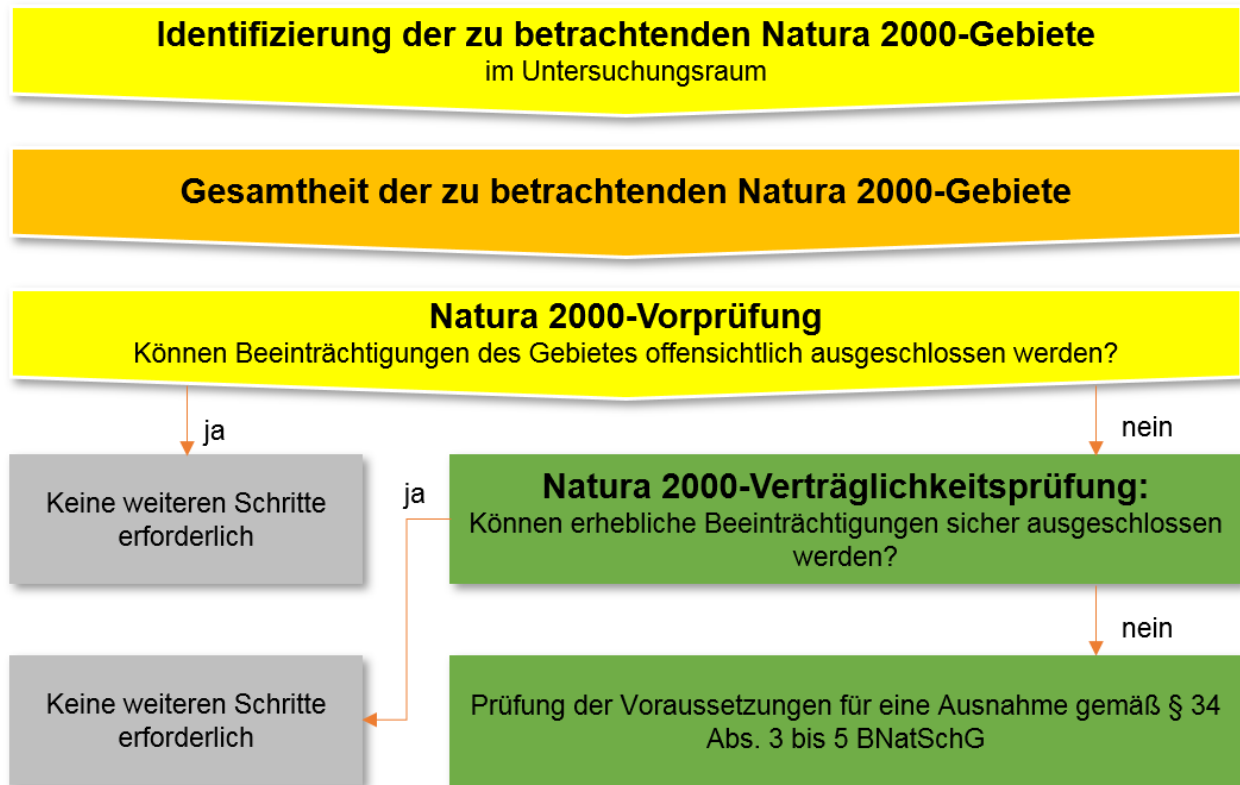 Identifizierung der zu betrachtenden Natura 2000-Gebiete
im Untersuchungsraum
Gesamtheit der zu betrachtenden Natura 2000-Gebiete
Natura 2000-Vorprüfung
Können Beeinträchtigungen des Gebietes offensichtlich ausgeschlossen werden?
ja
nein
Keine weiteren Schritte
erforderlich
ja
Natura 2000-Verträglichkeitsprüfung:
Können erhebliche Beeinträchtigungen sicher ausgeschlossen
werden?
nein
Keine weiteren Schritte
erforderlich
Prüfung der Voraussetzungen für eine Ausnahme gemäß § 34
Abs. 3 bis 5 BNatSchG